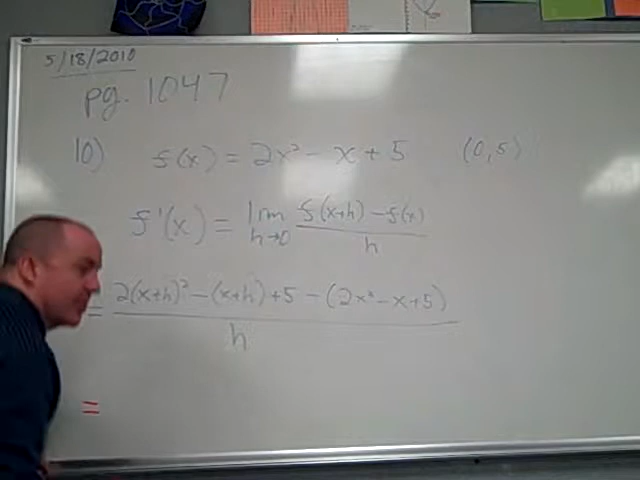 5/18/2010
pg. 1047
10) f(x) = 2x² - x + 5 (0,5)
f'(x) = lim h→0 f(x+h) - f(x) / h
= 2(x+h)² - (x+h) + 5 - (2x² - x + 5) / h
=